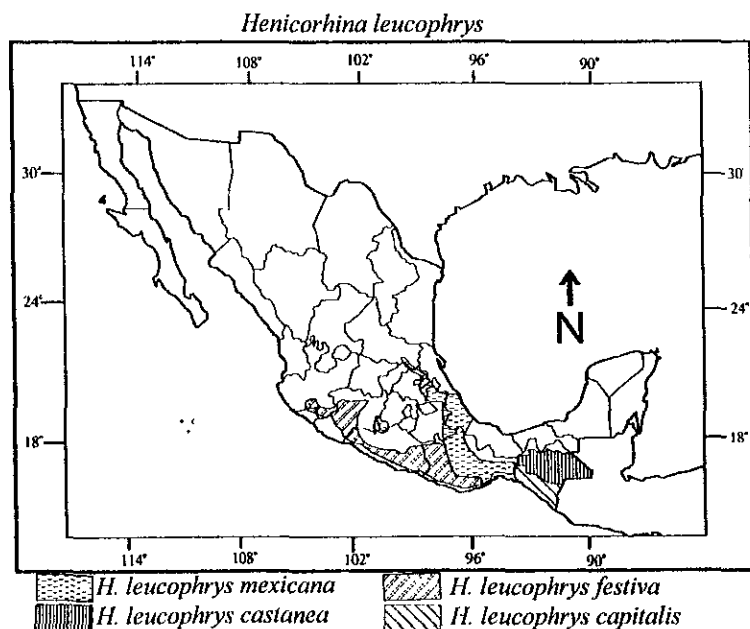 Henicorhina leucophrys
114° 108° 102° 96° 90°
30° 30°
24° 24°
N
18° 18°
114° 108° 102° 96° 90°
H. leucophrys mexicana H. leucophrys festiva
H. leucophrys castanea H. leucophrys capitalis